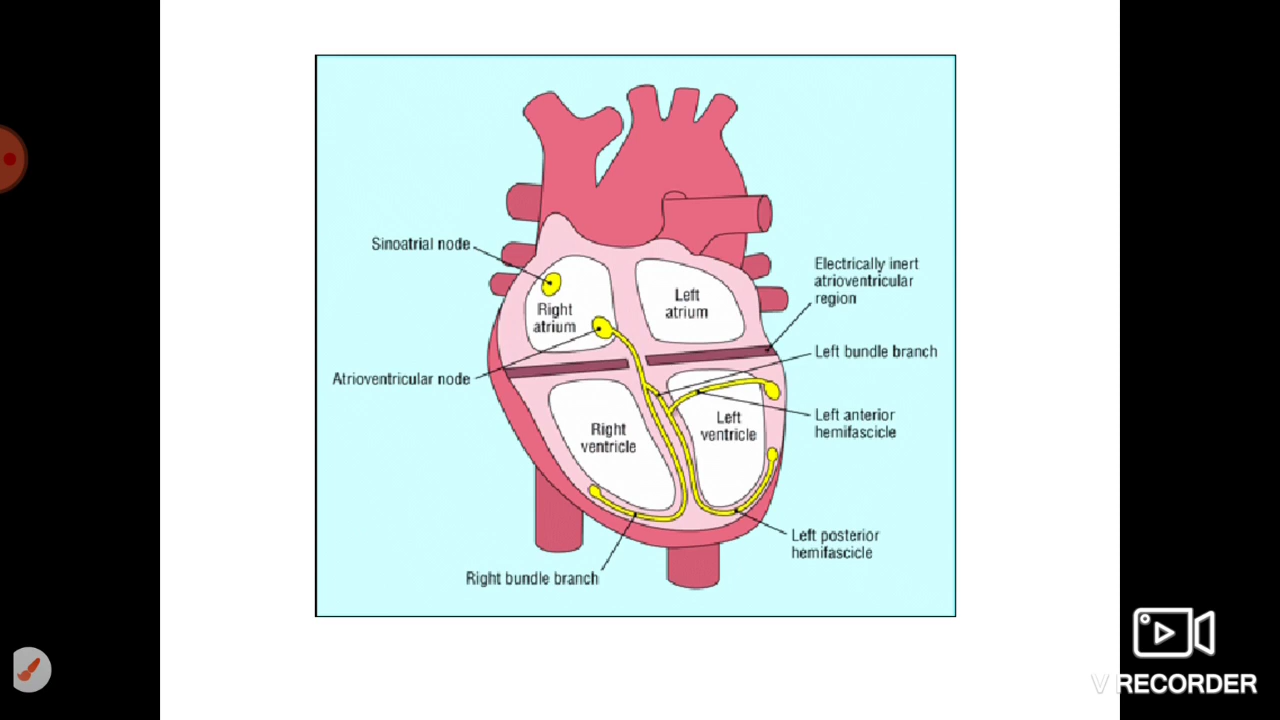 Sinoatrial node
Right
atrium
Left
atrium
Electrically inert
atrioventricular
region
Left bundle branch
Atrioventricular node
Left anterior
hemifascicle
Right
ventricle
Left
ventricle
Left posterior
hemifascicle
Right bundle branch
V RECORDER